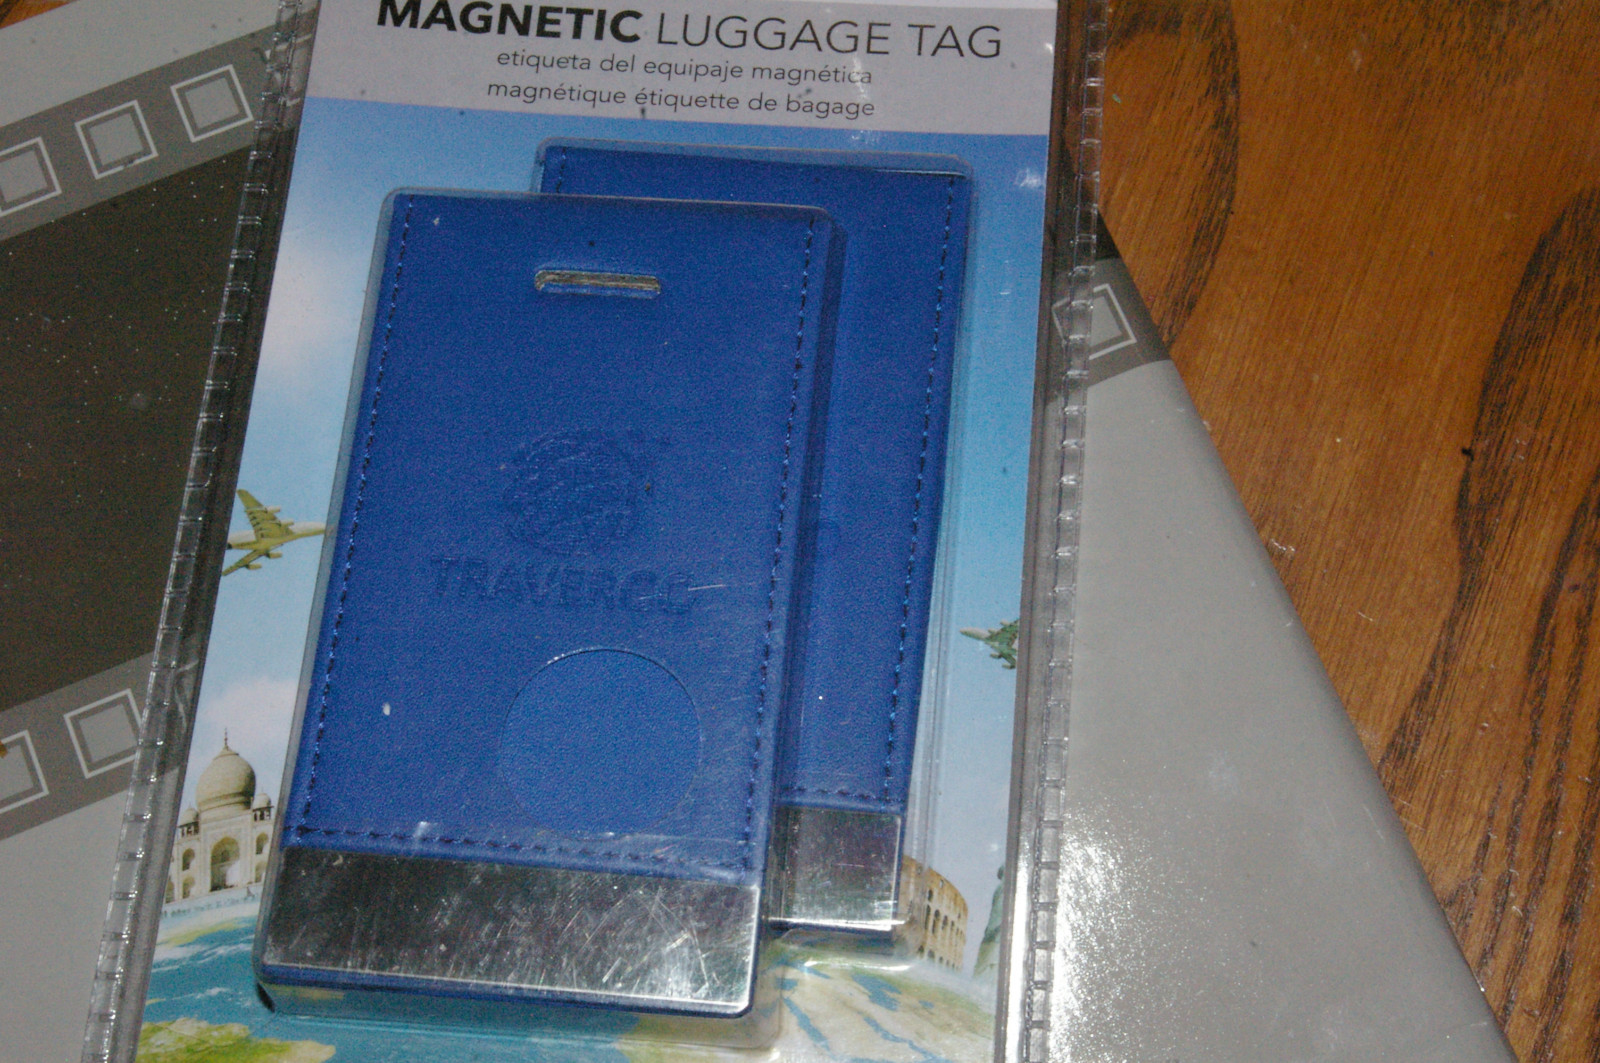 MAGNETIC LUGGAGE TAG
etiqueta del equipaje magnética
magnétique étiquette de bagage
TRAVERGO